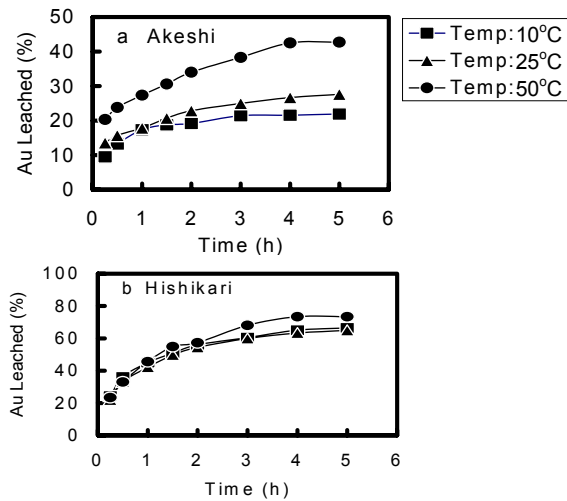 a Akeshi
Au Leached (%)
50
40
30
20
10
0
0 1 2 3 4 5 6
Time (h)
Temp:10°C
Temp:25°C
Temp:50°C
b Hishikari
Au Leached (%)
100
80
60
40
20
0
0 1 2 3 4 5 6
Time (h)